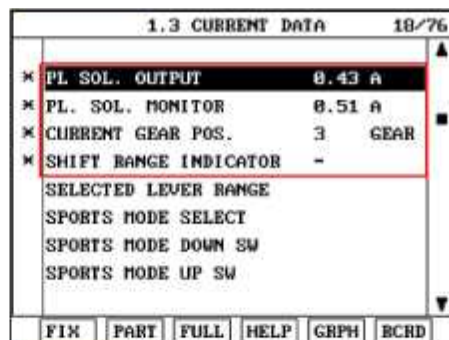 1.3 CURRENT DATA 18/76
* PL SOL. OUTPUT 0.43 A
* PL. SOL. MONITOR 0.51 A
* CURRENT GEAR POS. 3 GEAR
* SHIFT RANGE INDICATOR -
SELECTED LEVER RANGE
SPORTS MODE SELECT
SPORTS MODE DOWN SW
SPORTS MODE UP SW
FIX PART FULL HELP GRPH RCRD